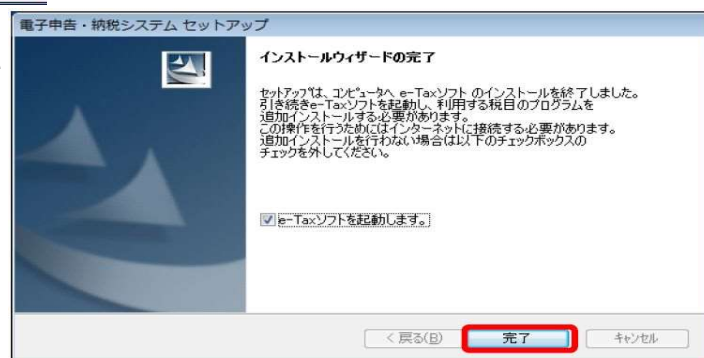 電子申告・納税システム セットアップ
インストールウィザードの完了
セットアップは、コンピュータへ e-Taxソフト のインストールを終了しました。
引き続きe-Taxソフトを起動し、利用する税目のプログラムを
追加インストールする必要があります。
この操作を行うためにはインターネットに接続する必要があります。
追加インストールを行わない場合は以下のチェックボックスの
チェックを外してください。
e-Taxソフトを起動します。
< 戻る(B)
完了
キャンセル